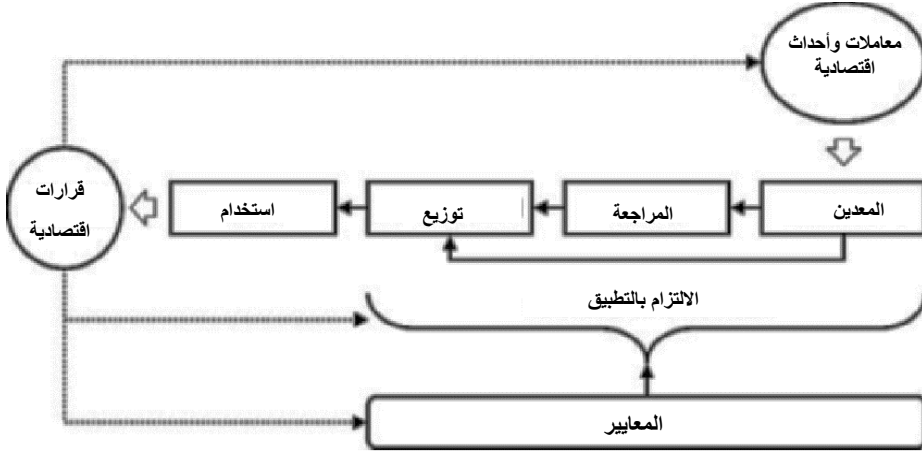 معاملات وأحداث
اقتصادية
المعدين
المراجعة
توزيع
استخدام
قرارات
اقتصادية
الالتزام بالتطبيق
المعايير